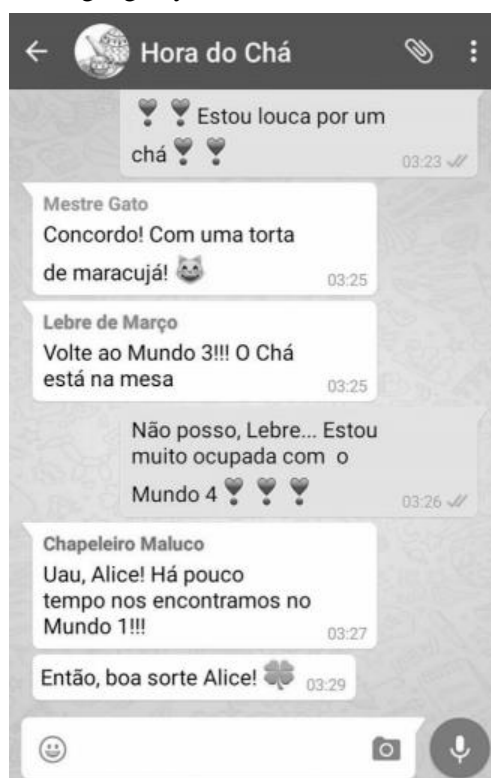 Hora do Chá
❣ ❣ Estou louca por um
chá ❣ ❣
03:23
Mestre Gato
Concordo! Com uma torta
de maracujá! 😺
03:25
Lebre de Março
Volte ao Mundo 3!!! O Chá
está na mesa
03:25
Não posso, Lebre... Estou
muito ocupada com o
Mundo 4 ❣ ❣ ❣
03:26
Chapeleiro Maluco
Uau, Alice! Há pouco
tempo nos encontramos no
Mundo 1!!!
03:27
Então, boa sorte Alice! 🍀 03:29